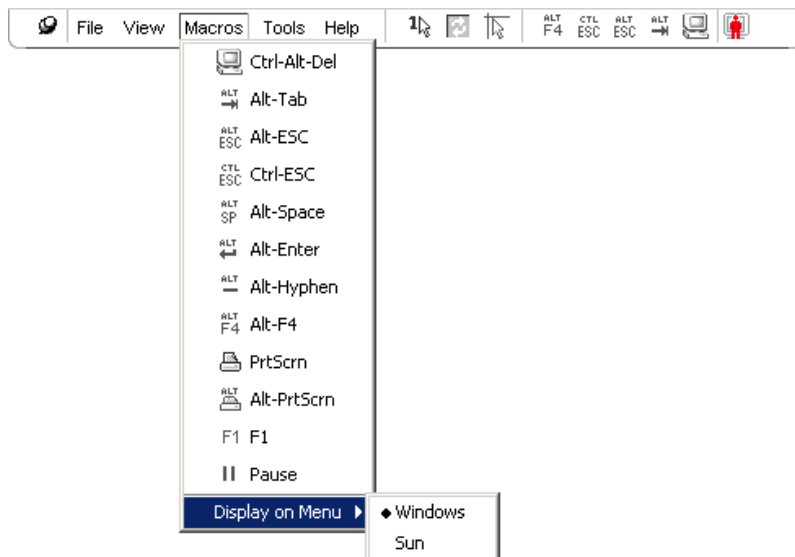 File View Macros Tools Help 1 ALT F4 CTL ESC ALT ESC ALT
Ctrl-Alt-Del
ALT Alt-Tab
ALT ESC Alt-ESC
CTL ESC Ctrl-ESC
ALT SP Alt-Space
ALT Alt-Enter
ALT Alt-Hyphen
ALT F4 Alt-F4
PrtScrn
ALT Alt-PrtScrn
F1 F1
Pause
Display on Menu
Windows
Sun